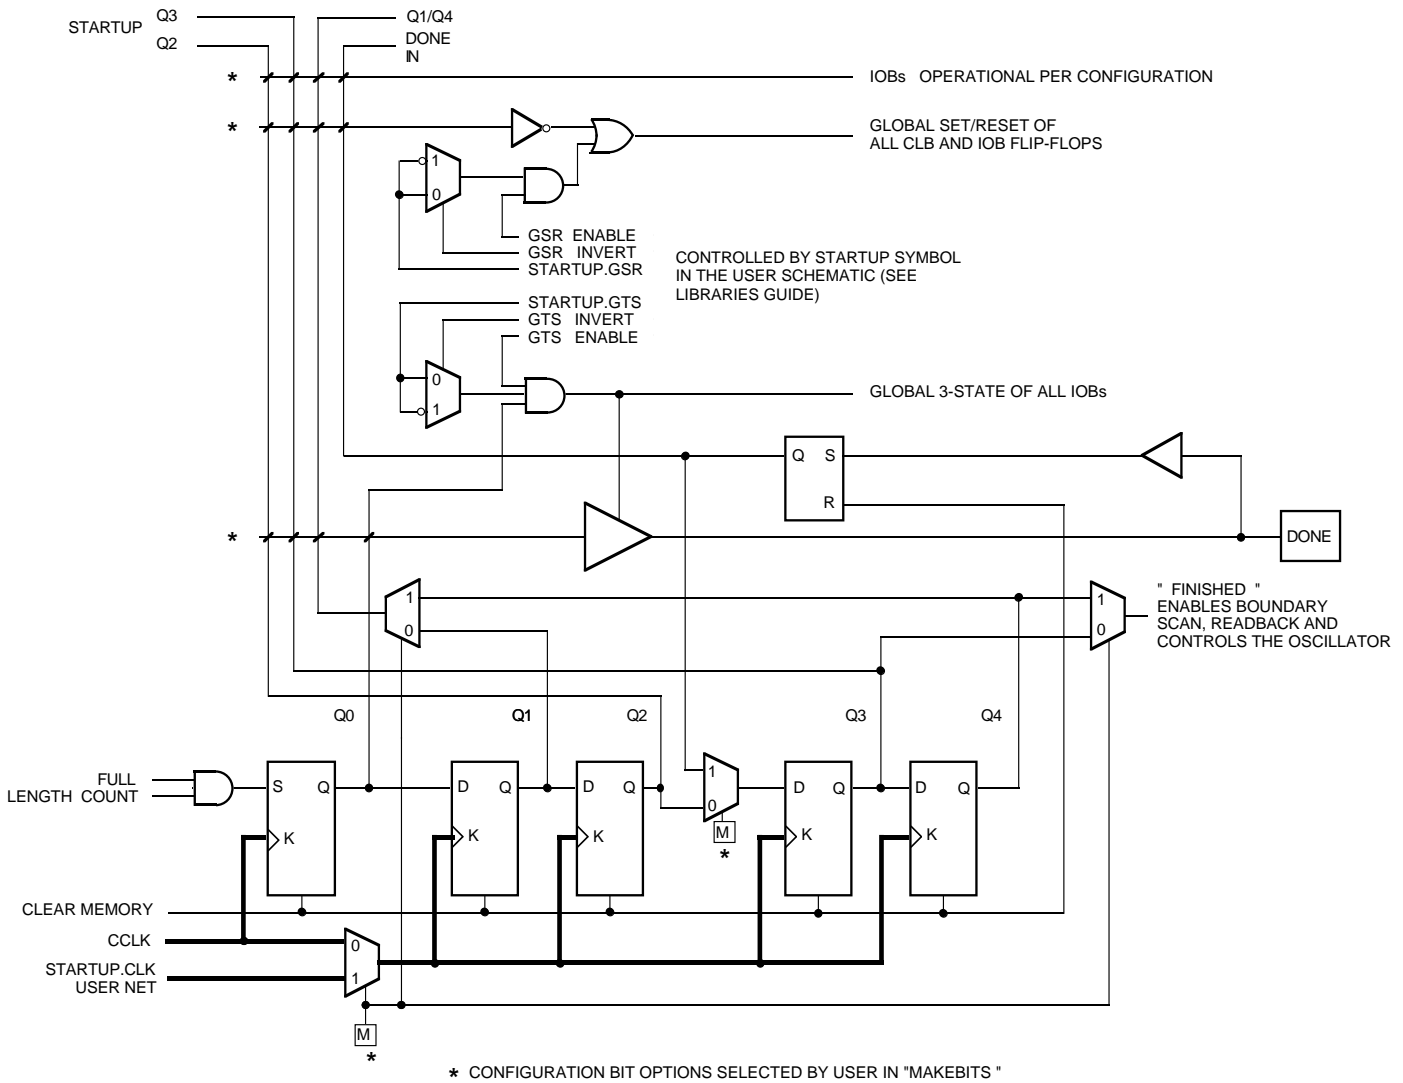 STARTUP
Q3
Q2
Q1/Q4
DONE
IN
*
IOBs OPERATIONAL PER CONFIGURATION
*
GLOBAL SET/RESET OF
ALL CLB AND IOB FLIP-FLOPS
1
0
GSR ENABLE
GSR INVERT
STARTUP.GSR
CONTROLLED BY STARTUP SYMBOL
IN THE USER SCHEMATIC (SEE
LIBRARIES GUIDE)
STARTUP.GTS
GTS INVERT
GTS ENABLE
0
1
GLOBAL 3-STATE OF ALL IOBs
Q S
R
*
DONE
1
0
1
0
" FINISHED "
ENABLES BOUNDARY
SCAN, READBACK AND
CONTROLS THE OSCILLATOR
Q0
Q1
Q2
Q3
Q4
FULL
LENGTH COUNT
S Q
K
D Q
K
D Q
K
1
0
M
*
D Q
K
D Q
K
CLEAR MEMORY
CCLK
STARTUP.CLK
USER NET
0
1
M
*
* CONFIGURATION BIT OPTIONS SELECTED BY USER IN "MAKEBITS "